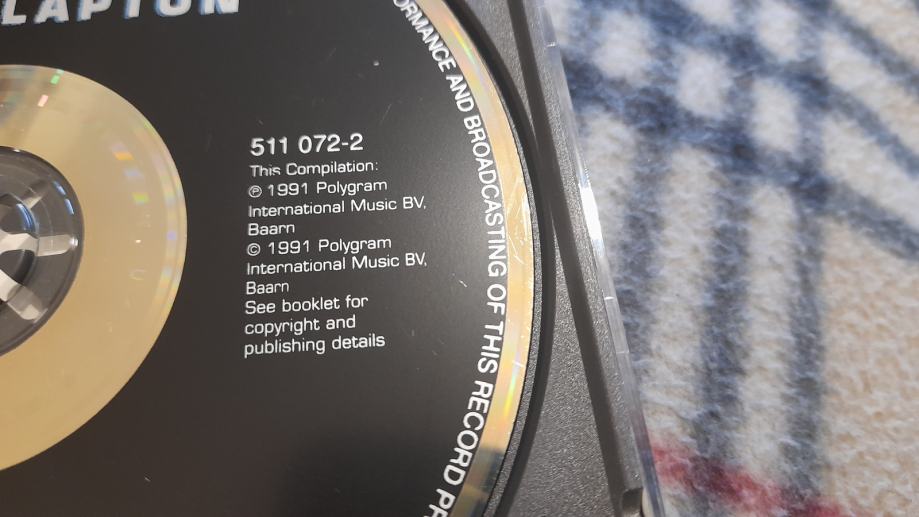 LAPTON
511 072-2
This Compilation:
℗ 1991 Polygram
International Music BV,
Baarn
© 1991 Polygram
International Music BV,
Baarn
See booklet for
copyright and
publishing details
ORMANCE AND BROADCASTING OF THIS RECORD PR